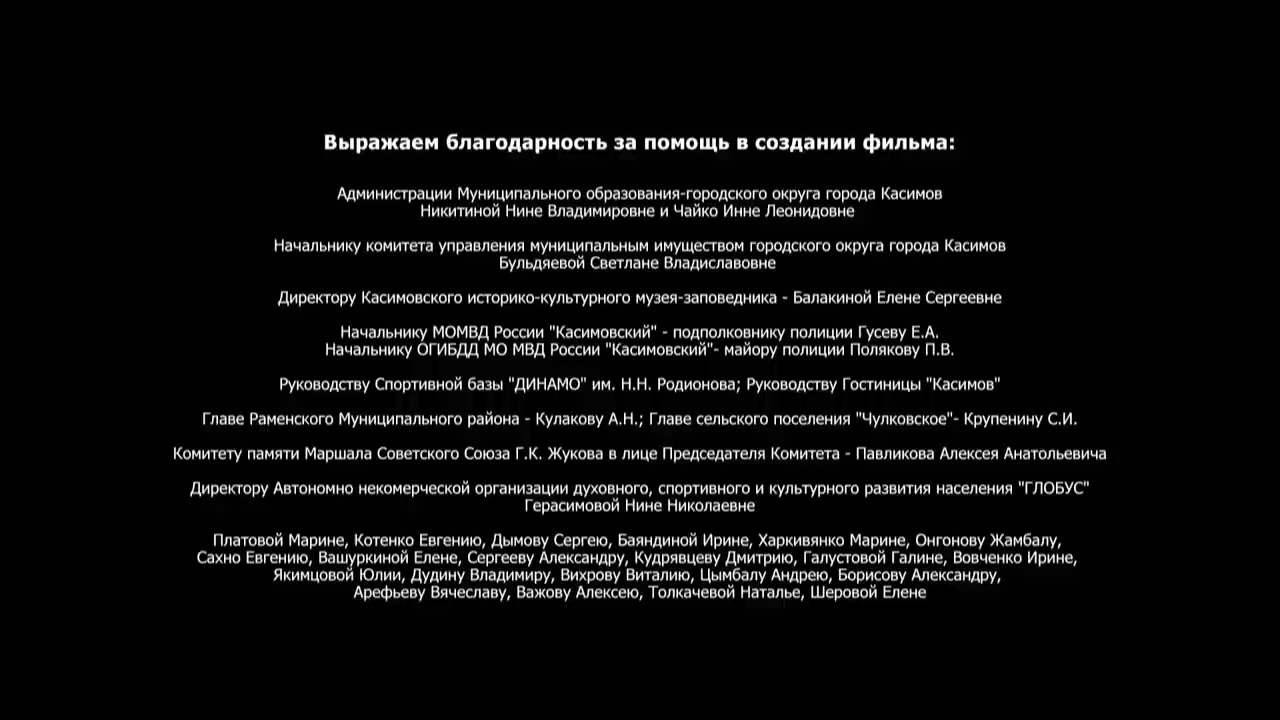 Выражаем благодарность за помощь в создании фильма:
Администрации Муниципального образования-городского округа города Касимов
Никитиной Нине Владимировне и Чайко Инне Леонидовне
Начальнику комитета управления муниципальным имуществом городского округа города Касимов
Бульдяевой Светлане Владиславовне
Директору Касимовского историко-культурного музея-заповедника - Балакиной Елене Сергеевне
Начальнику МОМВД России "Касимовский" - подполковнику полиции Гусеву Е.А.
Начальнику ОГИБДД МО МВД России "Касимовский"- майору полиции Полякову П.В.
Руководству Спортивной базы "ДИНАМО" им. Н.Н. Родионова; Руководству Гостиницы "Касимов"
Главе Раменского Муниципального района - Кулакову А.Н.; Главе сельского поселения "Чулковское"- Крупенину С.И.
Комитету памяти Маршала Советского Союза Г.К. Жукова в лице Председателя Комитета - Павликова Алексея Анатольевича
Директору Автономно некомерческой организации духовного, спортивного и культурного развития населения "ГЛОБУС"
Герасимовой Нине Николаевне
Платовой Марине, Котенко Евгению, Дымову Сергею, Баяндиной Ирине, Харкивянко Марине, Онгонову Жамбалу,
Сахно Евгению, Вашуркиной Елене, Сергееву Александру, Кудрявцеву Дмитрию, Галустовой Галине, Вовченко Ирине,
Якимцовой Юлии, Дудину Владимиру, Вихрову Виталию, Цымбалу Андрею, Борисову Александру,
Арефьеву Вячеславу, Важову Алексею, Толкачевой Наталье, Шеровой Елене